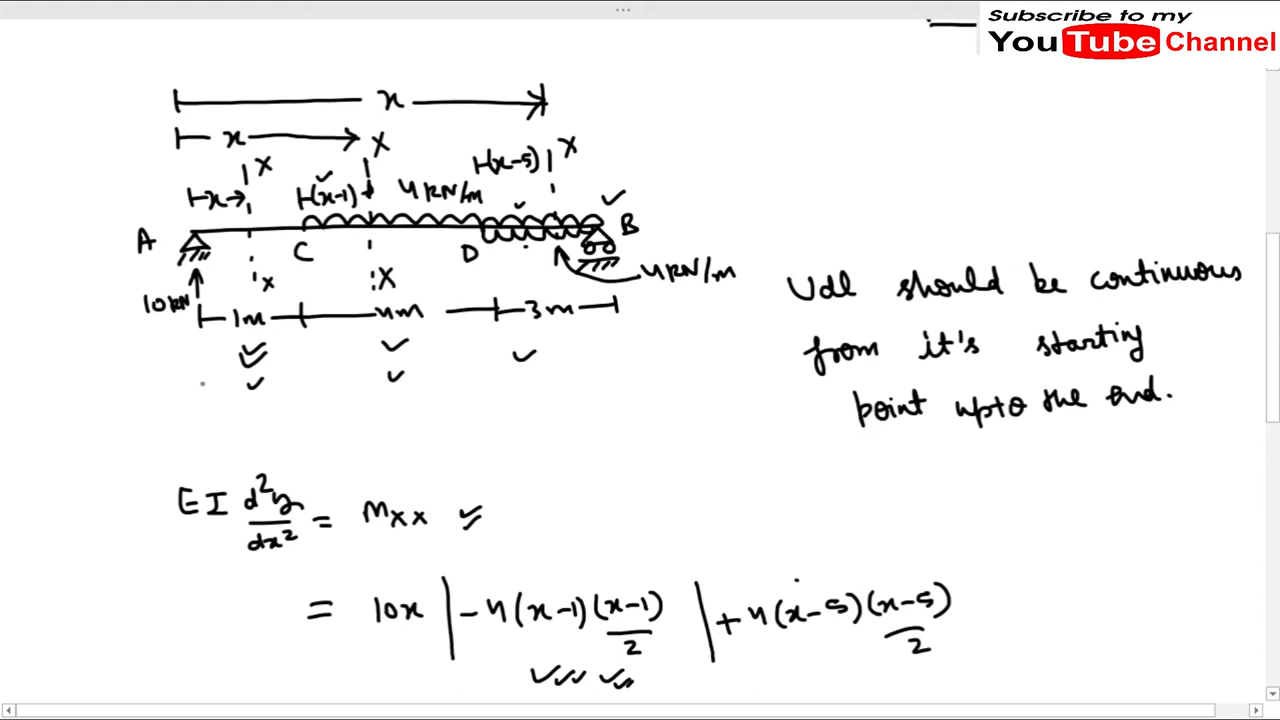 Subscribe to my
YouTube Channel
x
x X
x X (x-1) 4 kN/m (x-5) X
A C D B
10 kN x X 4 kN/m
1m 4m 3m
Udl should be continuous
from it's starting
point upto the end.
EI d²y/dx² = Mxx
= 10x | - 4(x-1)(x-1)/2 | + 4(x-5)(x-5)/2